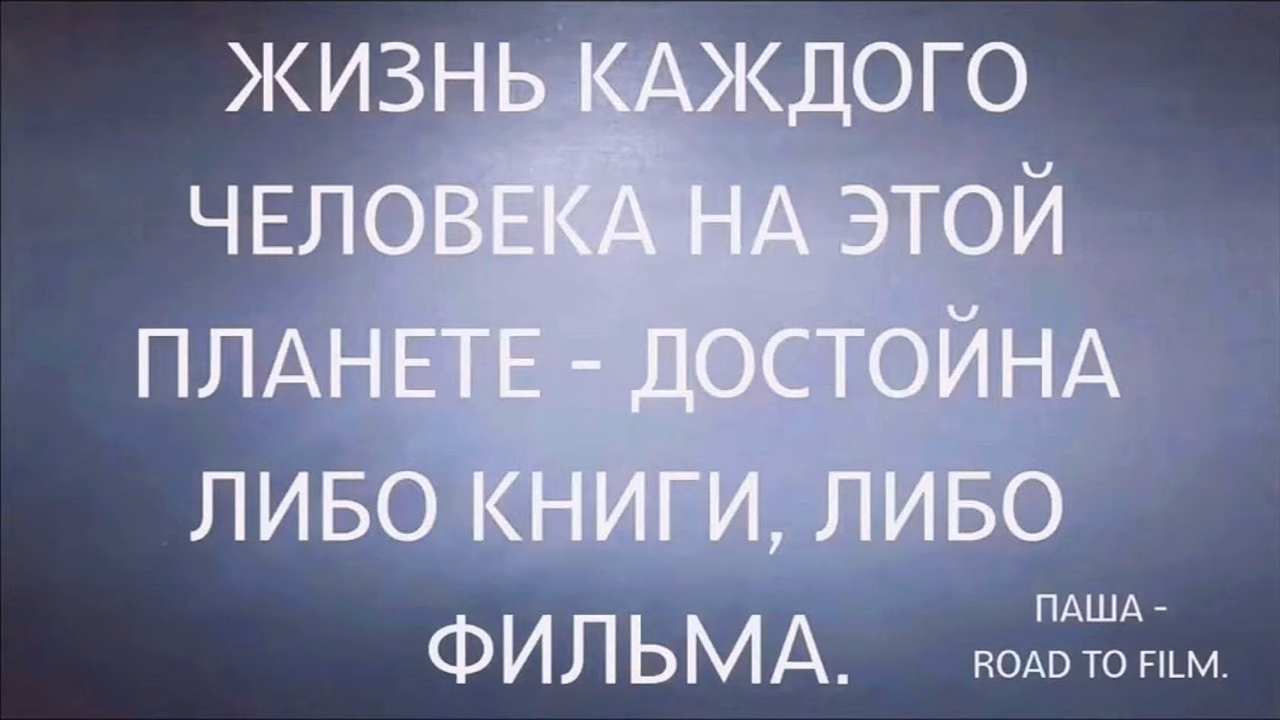 ЖИЗНЬ КАЖДОГО
ЧЕЛОВЕКА НА ЭТОЙ
ПЛАНЕТЕ - ДОСТОЙНА
ЛИБО КНИГИ, ЛИБО
ФИЛЬМА.
ПАША -
ROAD TO FILM.